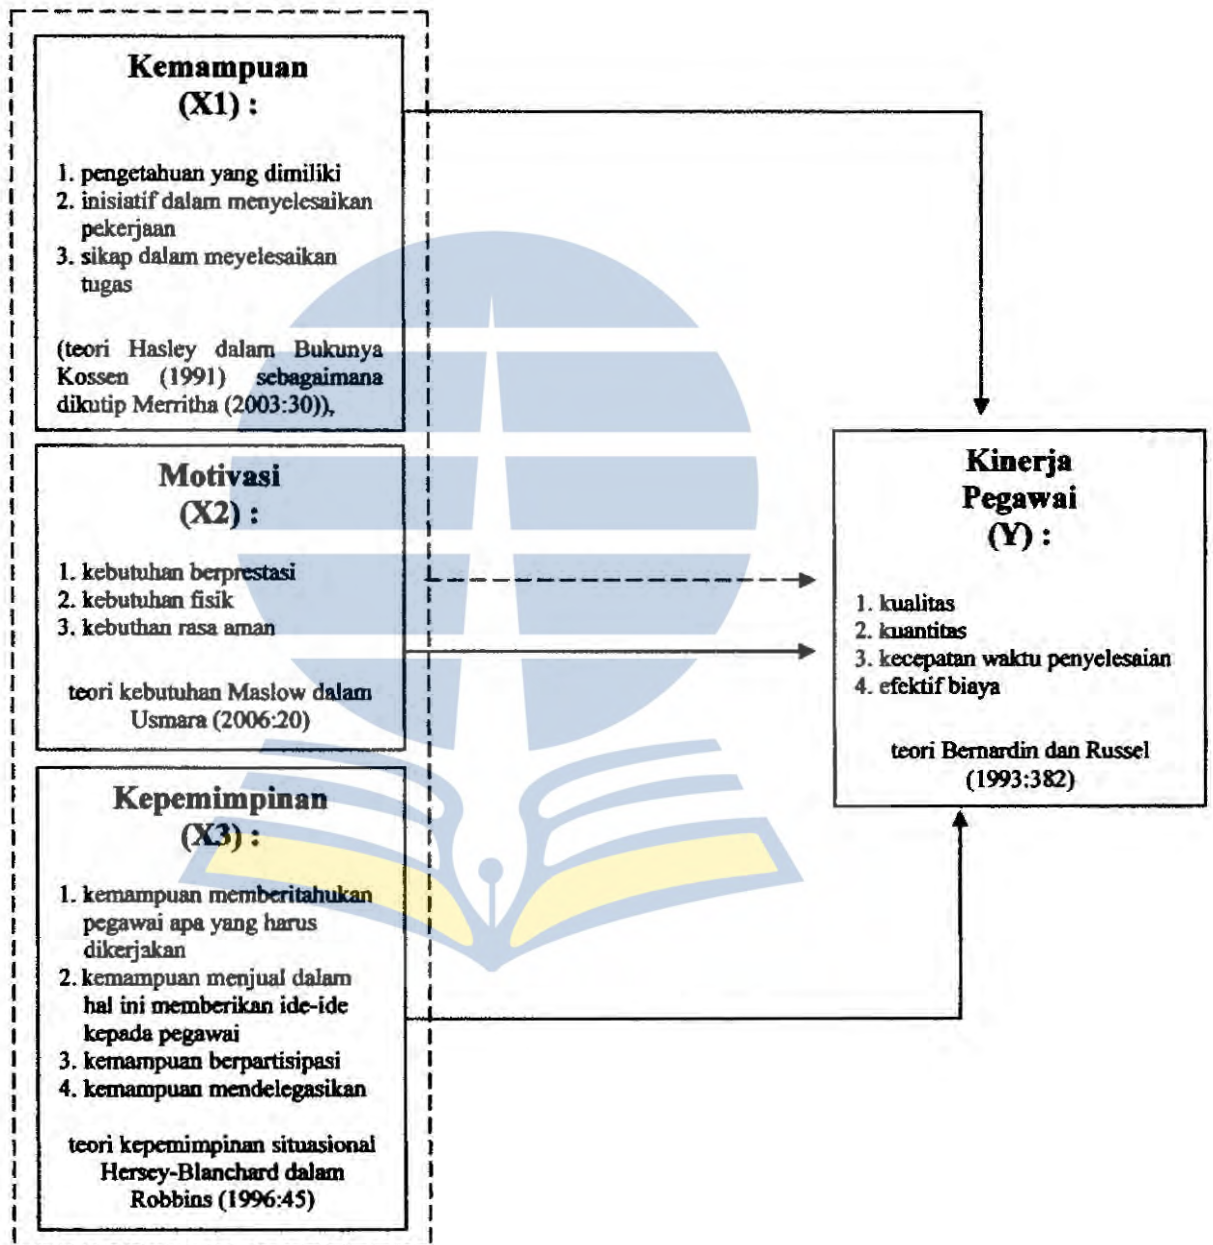 Kemampuan
(X1) :
1. pengetahuan yang dimiliki
2. inisiatif dalam menyelesaikan
pekerjaan
3. sikap dalam meyelesaikan
tugas
(teori Hasley dalam Bukunya
Kossen (1991) sebagaimana
dikutip Merritha (2003:30)),
Motivasi
(X2) :
1. kebutuhan berprestasi
2. kebutuhan fisik
3. kebuthan rasa aman
teori kebutuhan Maslow dalam
Usmara (2006:20)
Kepemimpinan
(X3) :
1. kemampuan memberitahukan
pegawai apa yang harus
dikerjakan
2. kemampuan menjual dalam
hal ini memberikan ide-ide
kepada pegawai
3. kemampuan berpartisipasi
4. kemampuan mendelegasikan
teori kepemimpinan situasional
Hersey-Blanchard dalam
Robbins (1996:45)
Kinerja
Pegawai
(Y) :
1. kualitas
2. kuantitas
3. kecepatan waktu penyelesaian
4. efektif biaya
teori Bernardin dan Russel
(1993:382)